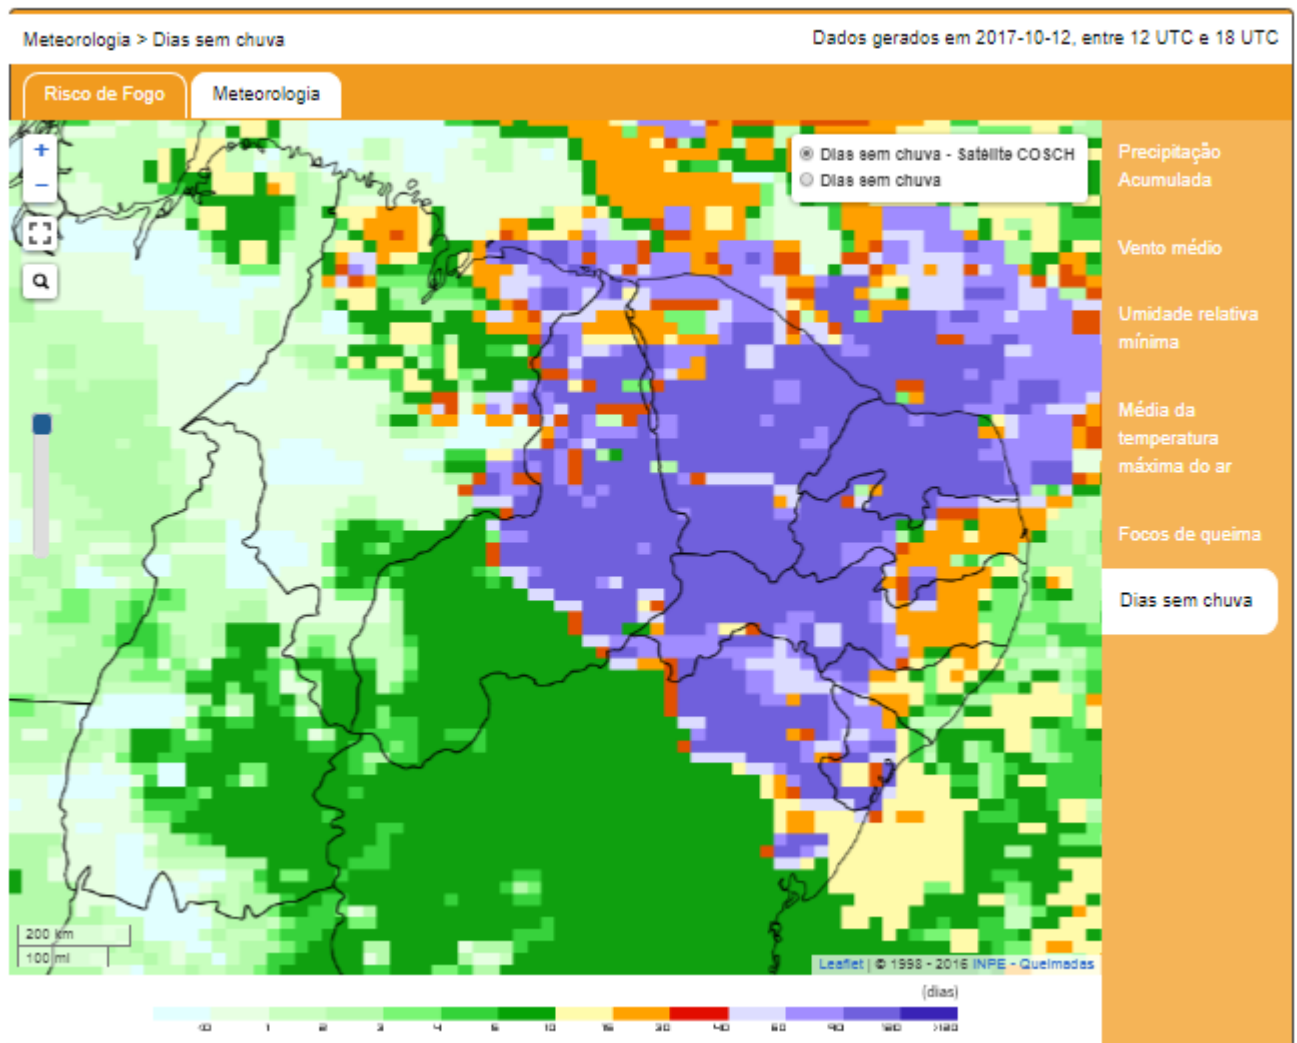 Meteorologia > Dias sem chuva
Dados gerados em 2017-10-12, entre 12 UTC e 18 UTC
Risco de Fogo
Meteorologia
+
−
Dias sem chuva - Satélite COSCH
Dias sem chuva
Precipitação
Acumulada
Vento médio
Umidade relativa
mínima
Média da
temperatura
máxima do ar
Focos de queima
Dias sem chuva
200 km
100 mi
Leaflet | © 1998 - 2016 INPE - Queimadas
(dias)
1
10